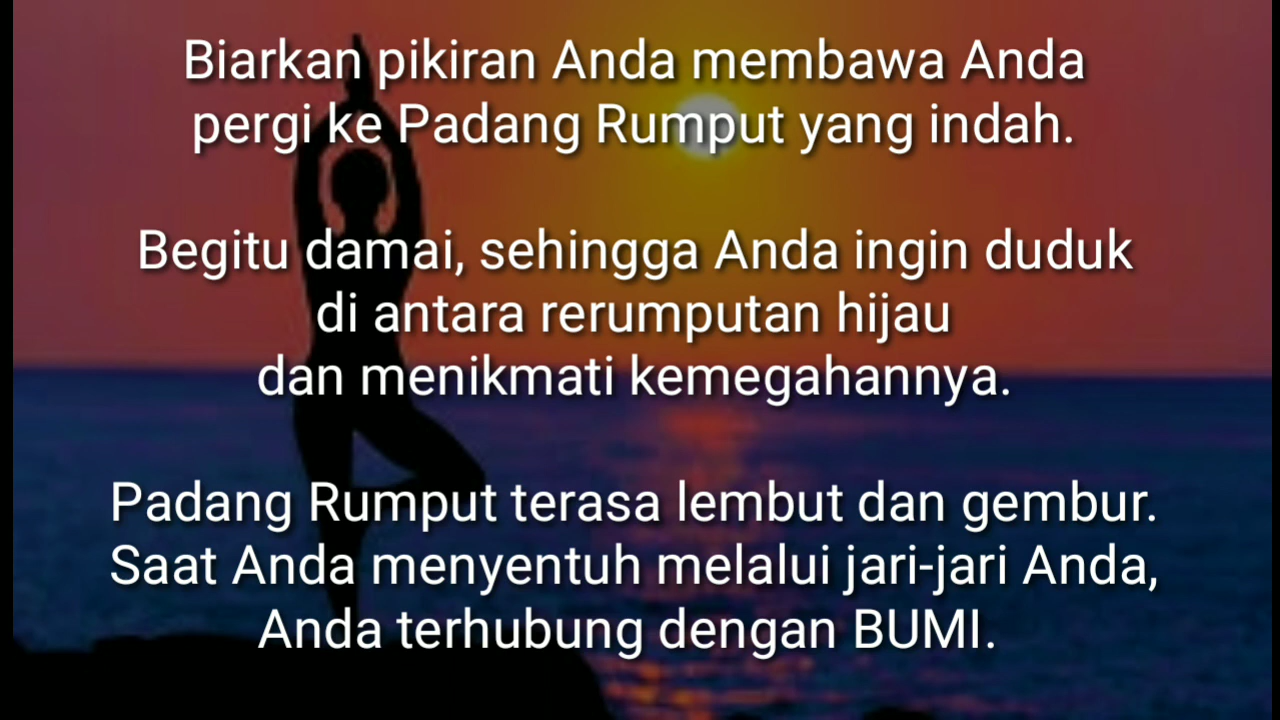 Biarkan pikiran Anda membawa Anda
pergi ke Padang Rumput yang indah.
Begitu damai, sehingga Anda ingin duduk
di antara rerumputan hijau
dan menikmati kemegahannya.
Padang Rumput terasa lembut dan gembur.
Saat Anda menyentuh melalui jari-jari Anda,
Anda terhubung dengan BUMI.